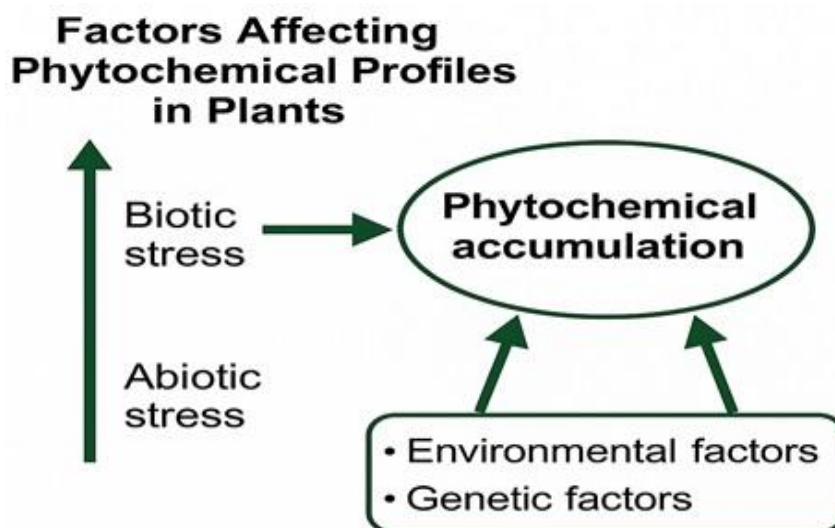 Factors Affecting
Phytochemical Profiles
in Plants
Biotic
stress
Phytochemical
accumulation
Abiotic
stress
• Environmental factors
• Genetic factors